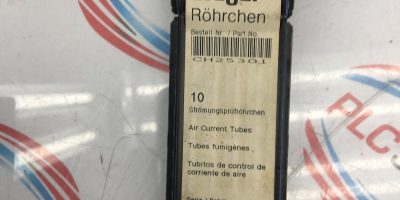 Röhrchen
Bestell Nr. / Part No.
CH25301
10
Strömungsprüfröhrchen
Air Current Tubes
Tubes fumigènes
Tubitos de control de
corriente de aire
PLC